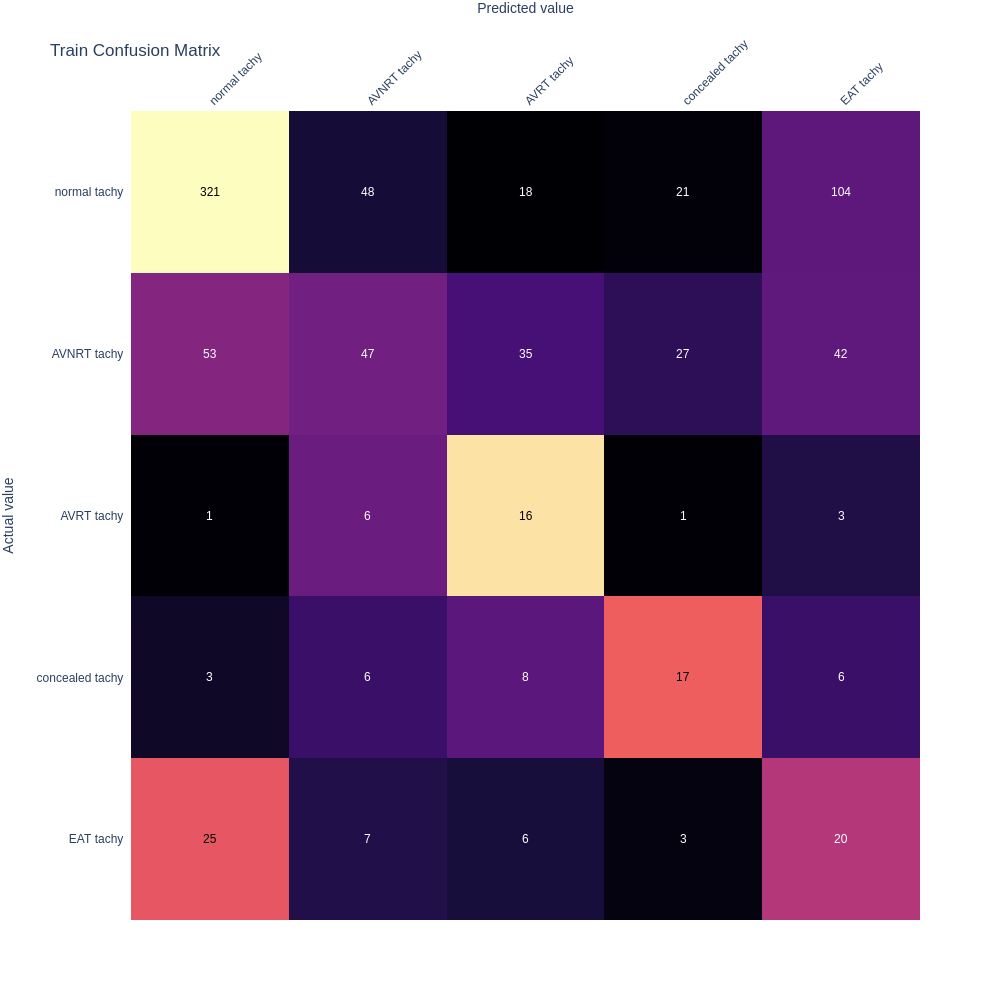 Predicted value
Train Confusion Matrix
normal tachy
AVNRT tachy
AVRT tachy
concealed tachy
EAT tachy
normal tachy 321 48 18 21 104
AVNRT tachy 53 47 35 27 42
AVRT tachy 1 6 16 1 3
concealed tachy 3 6 8 17 6
EAT tachy 25 7 6 3 20
Actual value